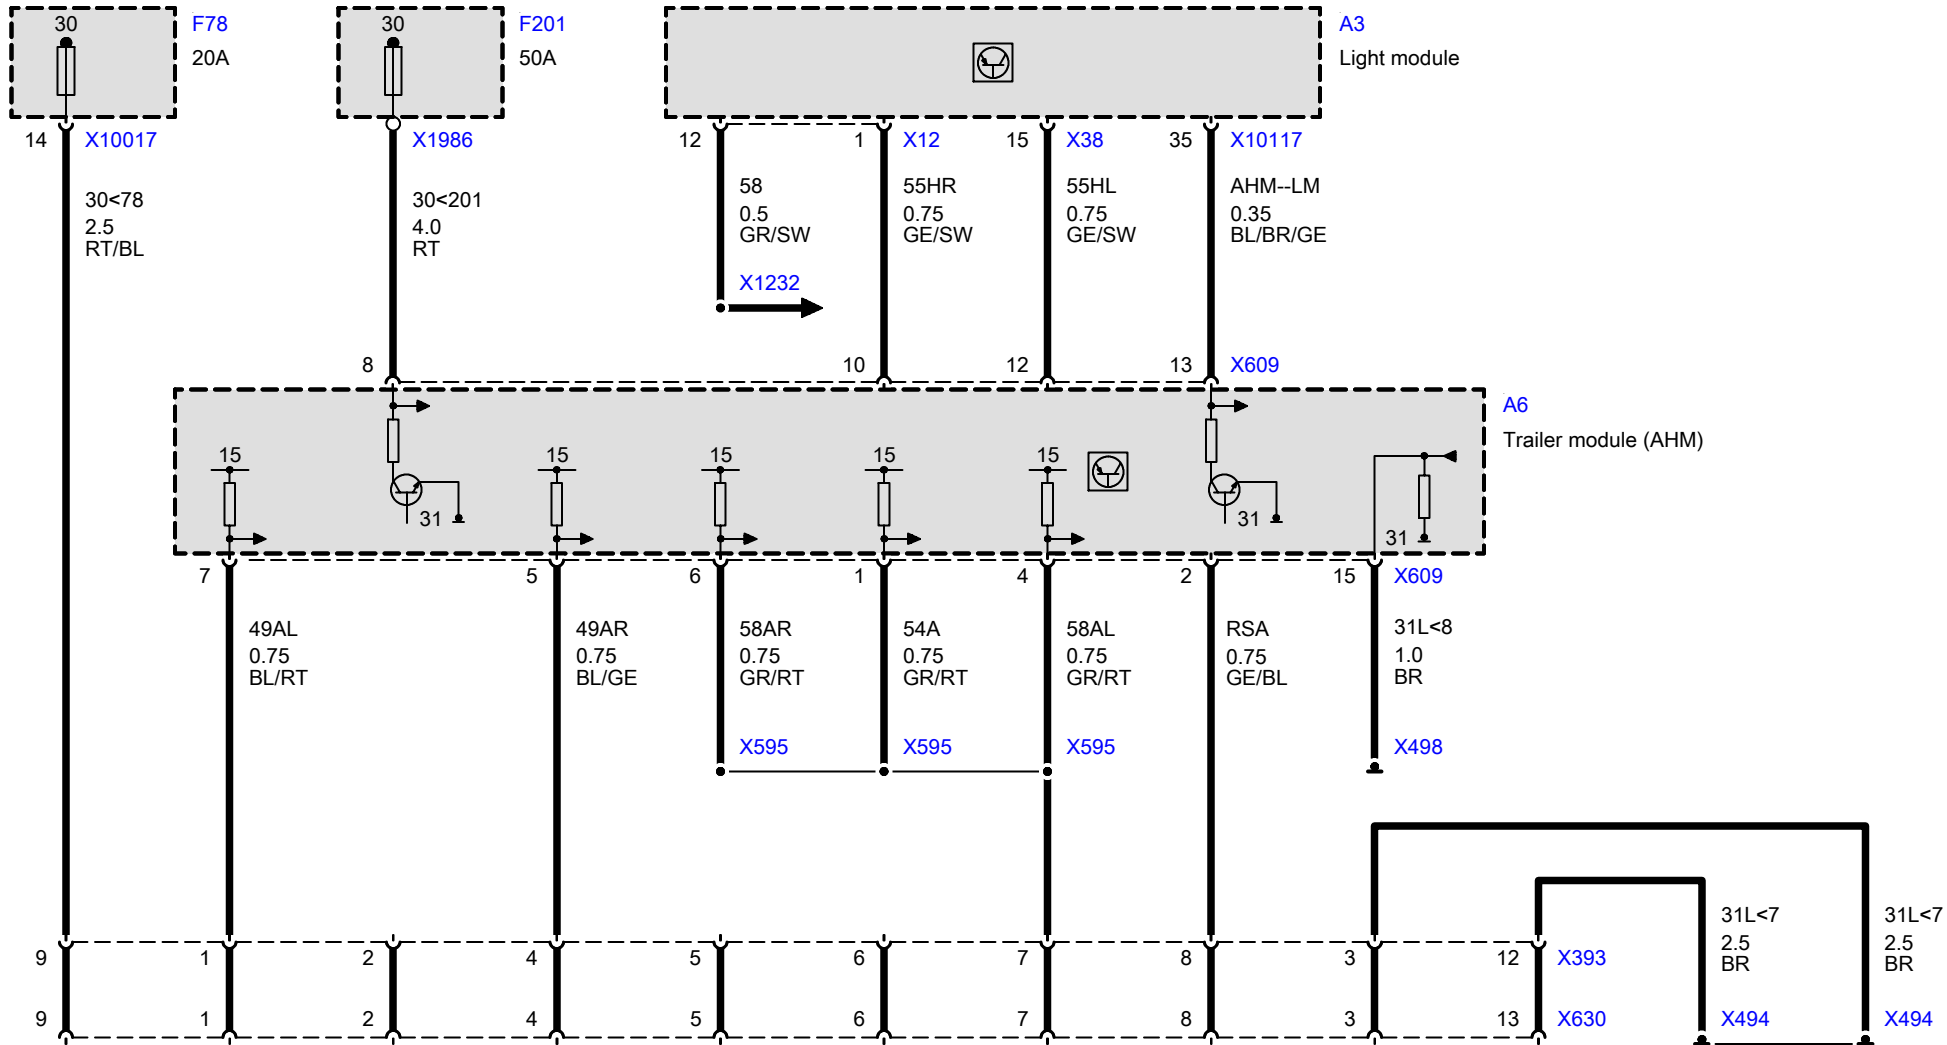 30
F78
20A
30
F201
50A
A3
Light module
14 X10017
X1986
12
1 X12
15 X38
35 X10117
30<78
2.5
RT/BL
30<201
4.0
RT
58
0.5
GR/SW
55HR
0.75
GE/SW
55HL
0.75
GE/SW
AHM--LM
0.35
BL/BR/GE
X1232
8
10
12
13 X609
A6
Trailer module (AHM)
15
31
15
15
15
15
31
31
7
5
6
1
4
2
15 X609
49AL
0.75
BL/RT
49AR
0.75
BL/GE
58AR
0.75
GR/RT
54A
0.75
GR/RT
58AL
0.75
GR/RT
RSA
0.75
GE/BL
31L<8
1.0
BR
X595
X595
X595
X498
31L<7
2.5
BR
31L<7
2.5
BR
9
1
2
4
5
6
7
8
3
12 X393
9
1
2
4
5
6
7
8
3
13 X630
X494
X494